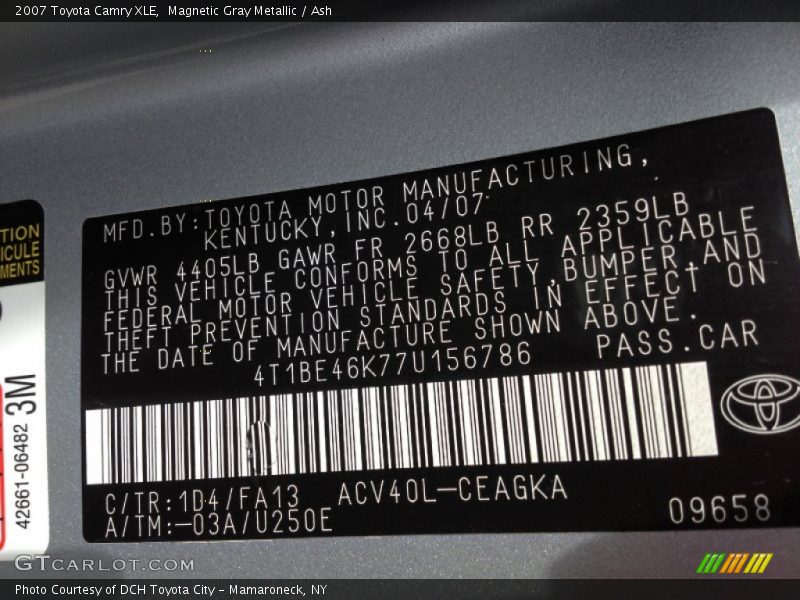 2007 Toyota Camry XLE,  Magnetic Gray Metallic / Ash
MFD.BY:TOYOTA MOTOR MANUFACTURING,
KENTUCKY,INC.04/07
GVWR 4405LB GAWR FR 2668LB RR 2359LB
THIS VEHICLE CONFORMS TO ALL APPLICABLE
FEDERAL MOTOR VEHICLE SAFETY,BUMPER,AND
THEFT PREVENTION STANDARDS IN EFFECT ON
THE DATE OF MANUFACTURE SHOWN ABOVE.
4T1BE46K77U156786 PASS.CAR
C/TR:1D4/FA13 ACV40L-CEAGKA
A/TM:-03A/U250E
09658
TION
ICULE
MENTS
42661-06482 3M
GTCARLOT.COM
Photo Courtesy of DCH Toyota City - Mamaroneck, NY